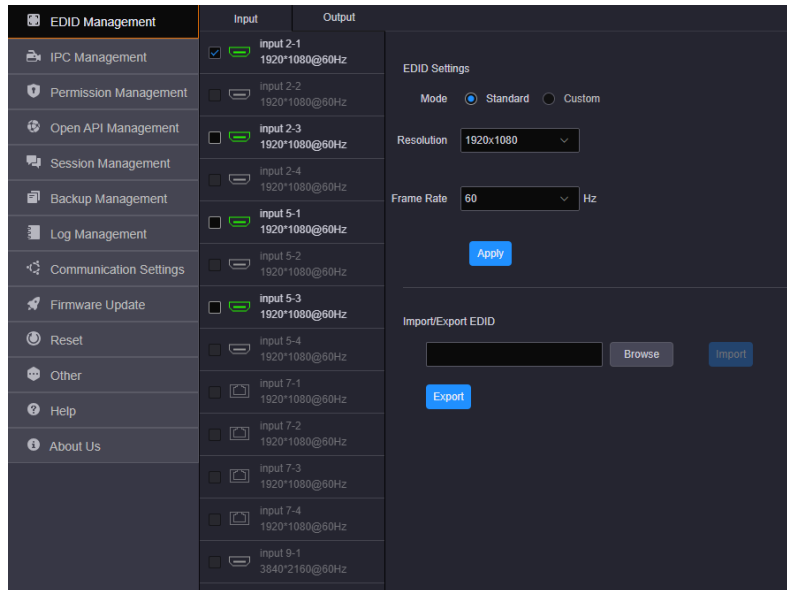 EDID Management
IPC Management
Permission Management
Open API Management
Session Management
Backup Management
Log Management
Communication Settings
Firmware Update
Reset
Other
Help
About Us
Input Output
input 2-1
1920*1080@60Hz
input 2-2
1920*1080@60Hz
input 2-3
1920*1080@60Hz
input 2-4
1920*1080@60Hz
input 5-1
1920*1080@60Hz
input 5-2
1920*1080@60Hz
input 5-3
1920*1080@60Hz
input 5-4
1920*1080@60Hz
input 7-1
1920*1080@60Hz
input 7-2
1920*1080@60Hz
input 7-3
1920*1080@60Hz
input 7-4
1920*1080@60Hz
input 9-1
3840*2160@60Hz
EDID Settings
Mode Standard Custom
Resolution 1920x1080
Frame Rate 60 Hz
Apply
Import/Export EDID
Browse Import
Export